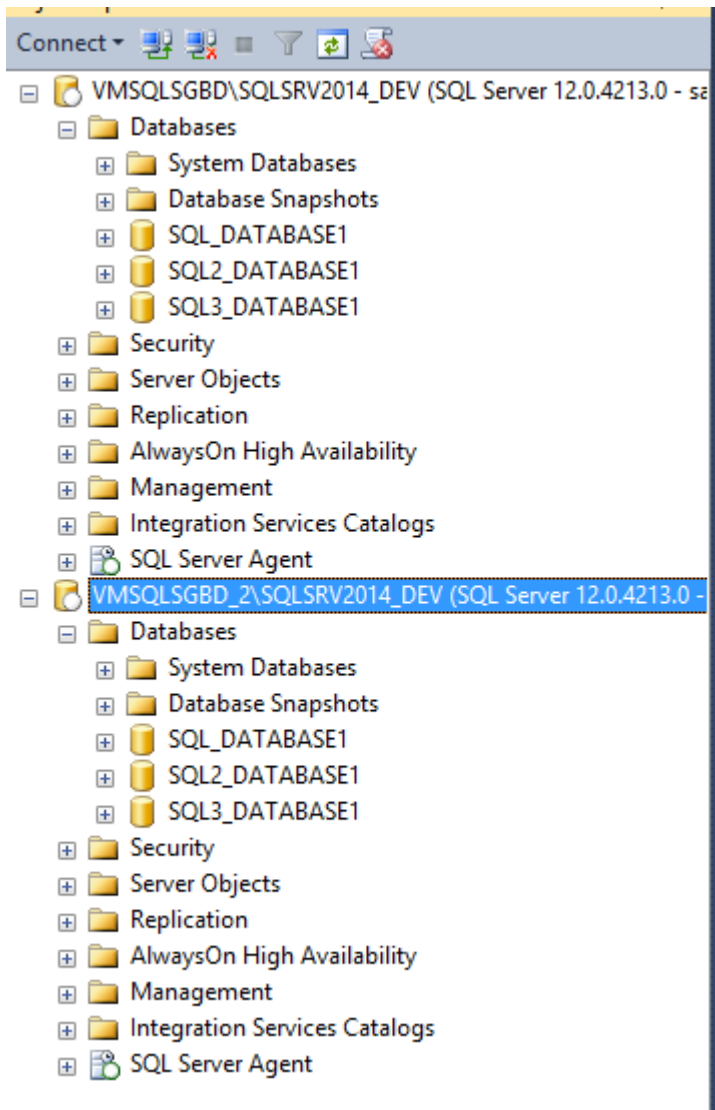 Connect
VMSQLSGBD\SQLSRV2014_DEV (SQL Server 12.0.4213.0 - sa
Databases
System Databases
Database Snapshots
SQL_DATABASE1
SQL2_DATABASE1
SQL3_DATABASE1
Security
Server Objects
Replication
AlwaysOn High Availability
Management
Integration Services Catalogs
SQL Server Agent
VMSQLSGBD_2\SQLSRV2014_DEV (SQL Server 12.0.4213.0 -
Databases
System Databases
Database Snapshots
SQL_DATABASE1
SQL2_DATABASE1
SQL3_DATABASE1
Security
Server Objects
Replication
AlwaysOn High Availability
Management
Integration Services Catalogs
SQL Server Agent